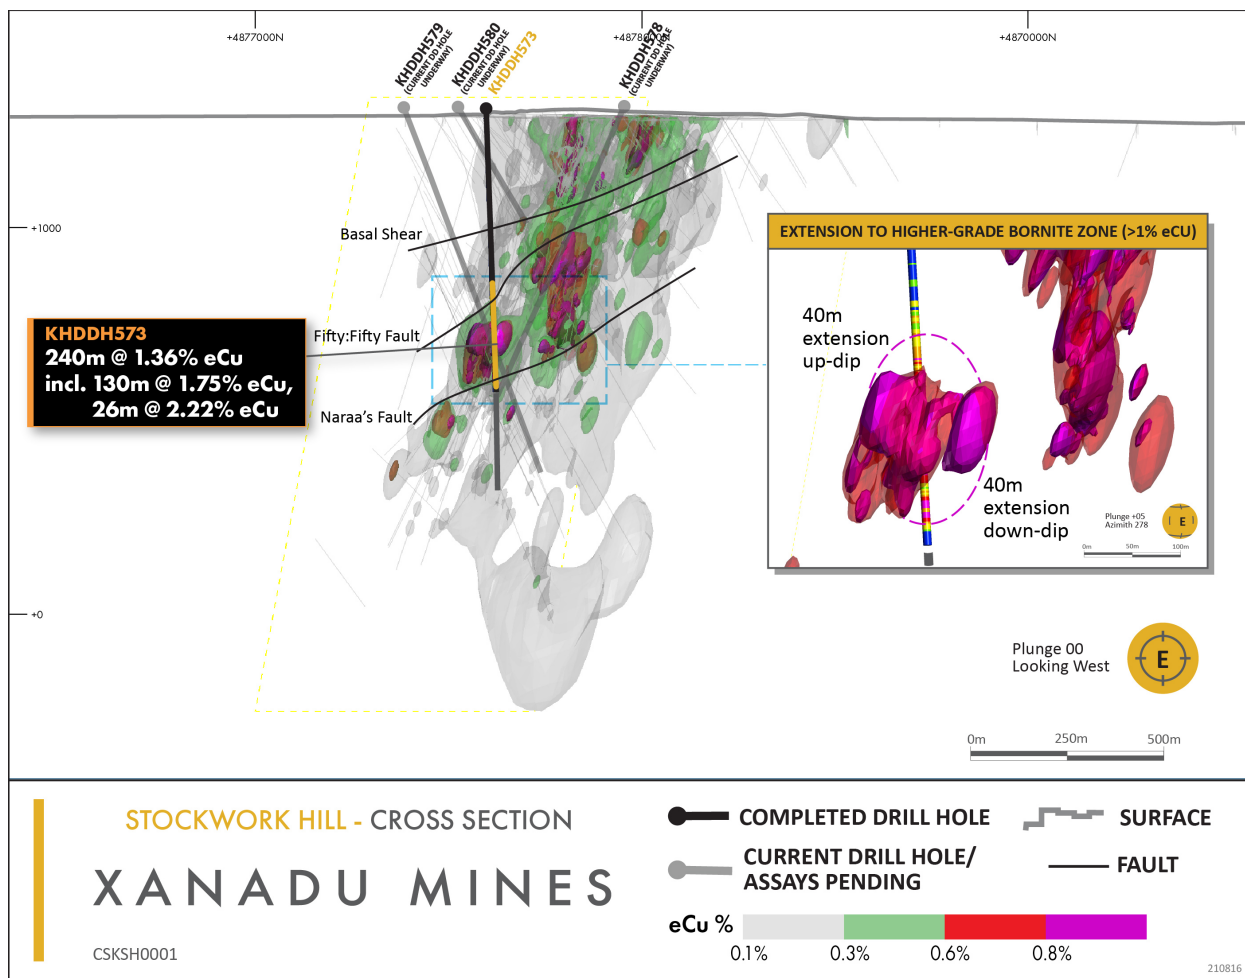 +4877000N
+4878000N
+4870000N
KHDDH579
(CURRENT DD HOLE
UNDERWAY)
KHDDH580
(CURRENT DD HOLE
UNDERWAY)
KHDDH573
KHDDH578
(CURRENT DD HOLE
UNDERWAY)
+1000
+0
Basal Shear
Fifty:Fifty Fault
Naraa's Fault
KHDDH573
240m @ 1.36% eCu
incl. 130m @ 1.75% eCu,
26m @ 2.22% eCu
EXTENSION TO HIGHER-GRADE BORNITE ZONE (>1% eCU)
40m
extension
up-dip
40m
extension
down-dip
Plunge +05
Azimuth 278
E
0m 50m 100m
Plunge 00
Looking West
E
0m 250m 500m
STOCKWORK HILL - CROSS SECTION
XANADU MINES
CSKSH0001
COMPLETED DRILL HOLE
CURRENT DRILL HOLE/
ASSAYS PENDING
SURFACE
FAULT
eCu %
0.1% 0.3% 0.6% 0.8%
210816